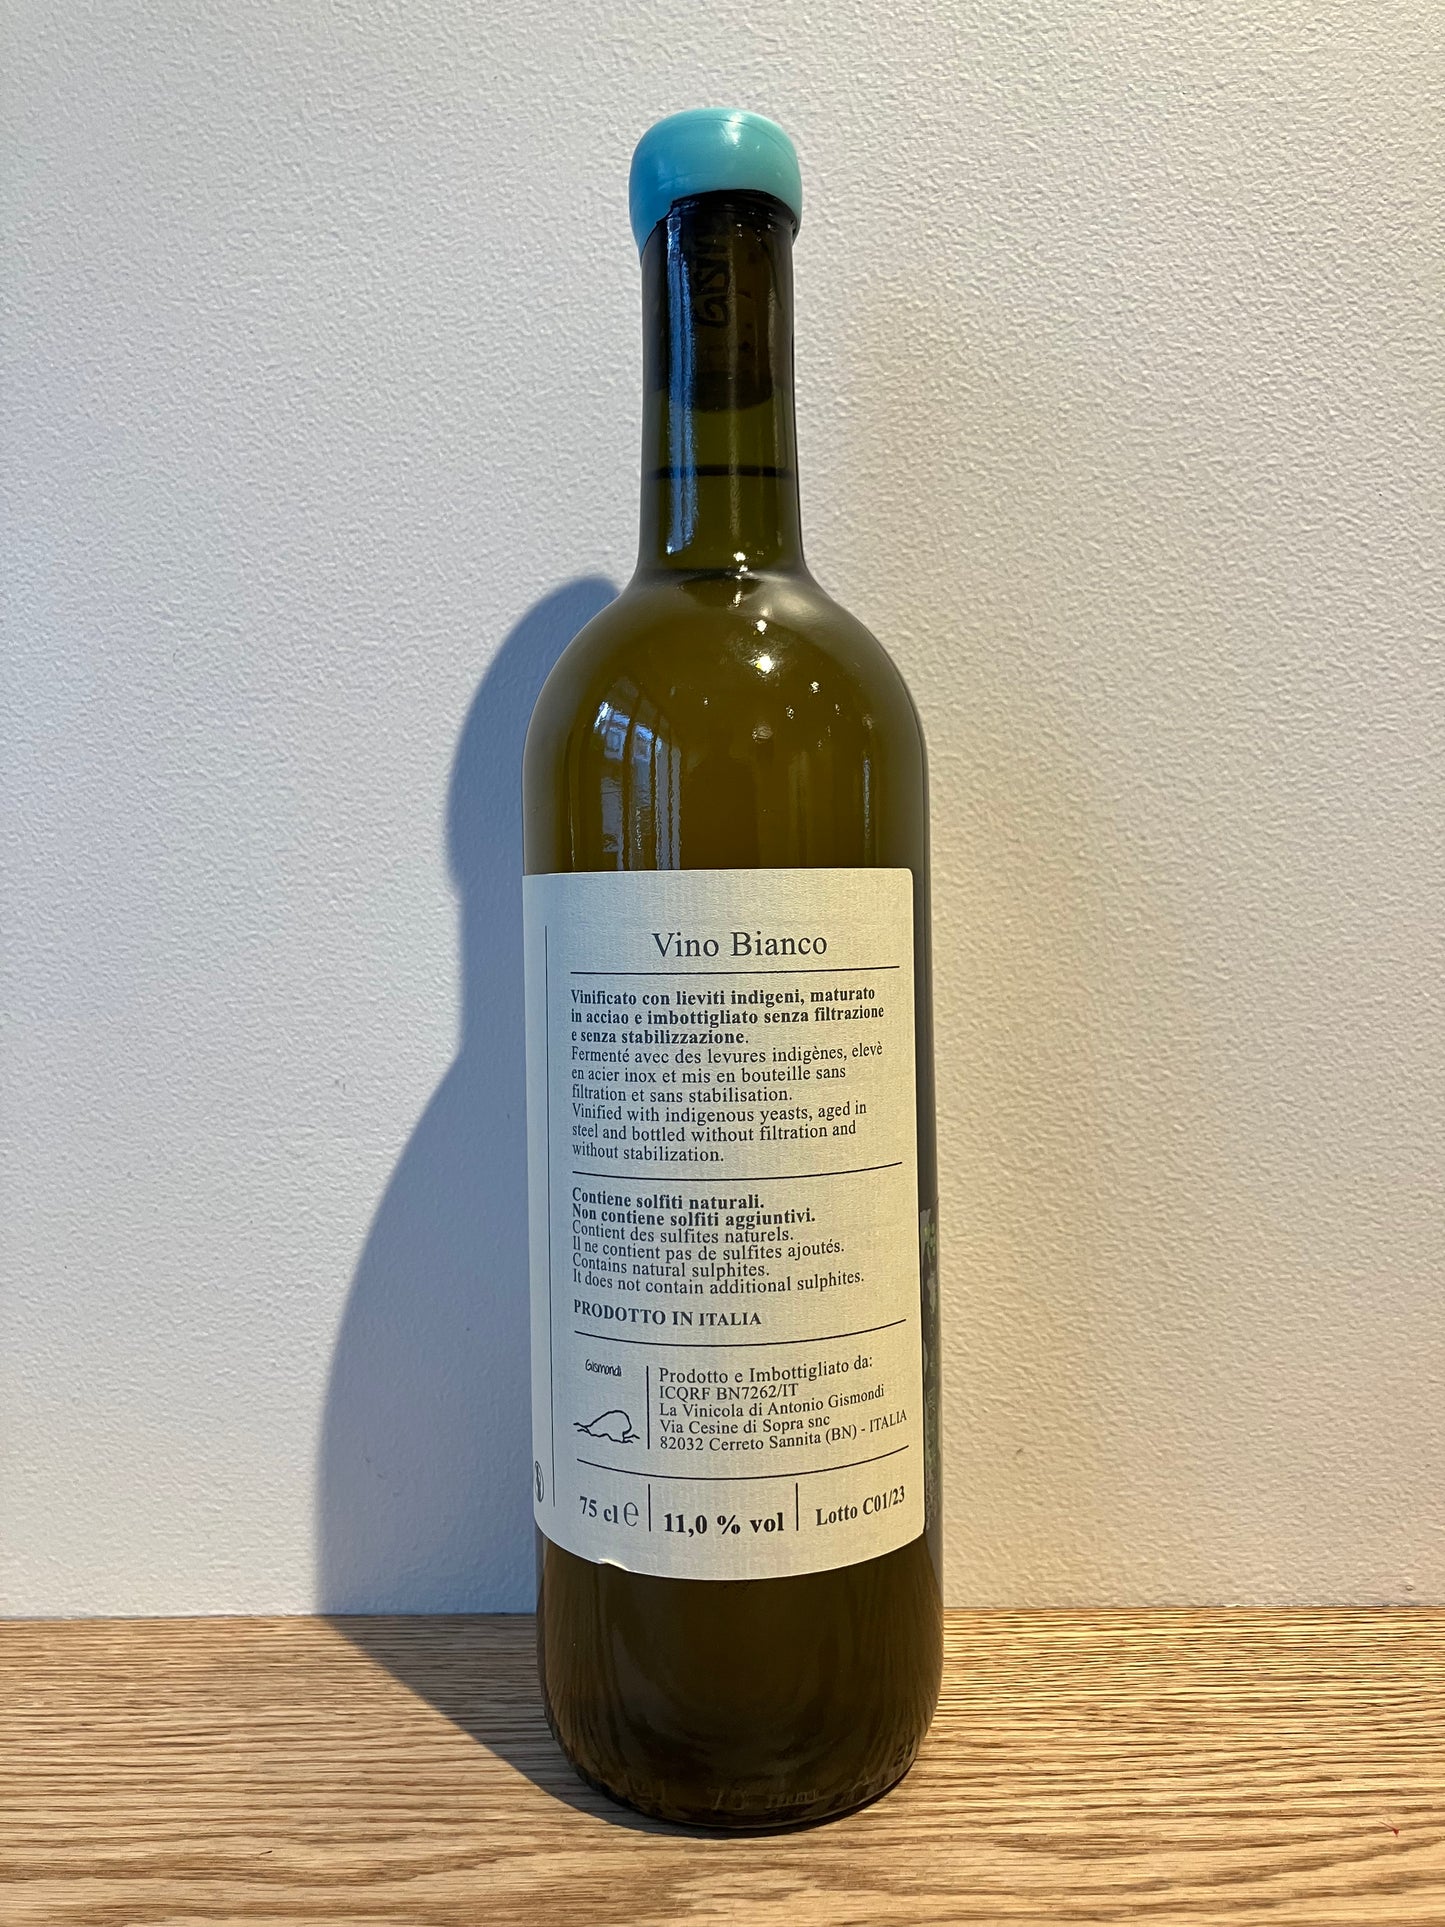 Vino Bianco
Vinificato con lieviti indigeni, maturato
in acciao e imbottigliato senza filtrazione
e senza stabilizzazione.
Fermenté avec des levures indigènes, elevè
en acier inox et mis en bouteille sans
filtration et sans stabilisation.
Vinified with indigenous yeasts, aged in
steel and bottled without filtration and
without stabilization.
Contiene solfiti naturali.
Non contiene solfiti aggiuntivi.
Contient des sulfites naturels.
Il ne contient pas de sulfites ajoutés.
Contains natural sulphites.
It does not contain additional sulphites.
PRODOTTO IN ITALIA
Gismondi
Prodotto e Imbottigliato da:
ICQRF BN7262/IT
La Vinicola di Antonio Gismondi
Via Cesine di Sopra snc
82032 Cerreto Sannita (BN) - ITALIA
75 cl e
11,0 % vol
Lotto C01/23